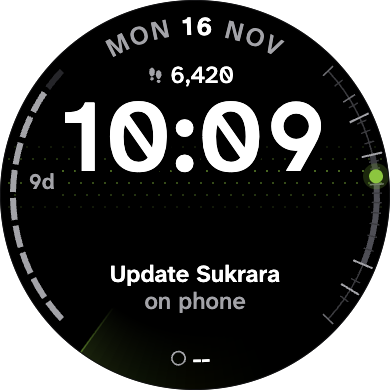 MON 16 NOV
6,420
10:09
9d
Update Sukrara
on phone
--